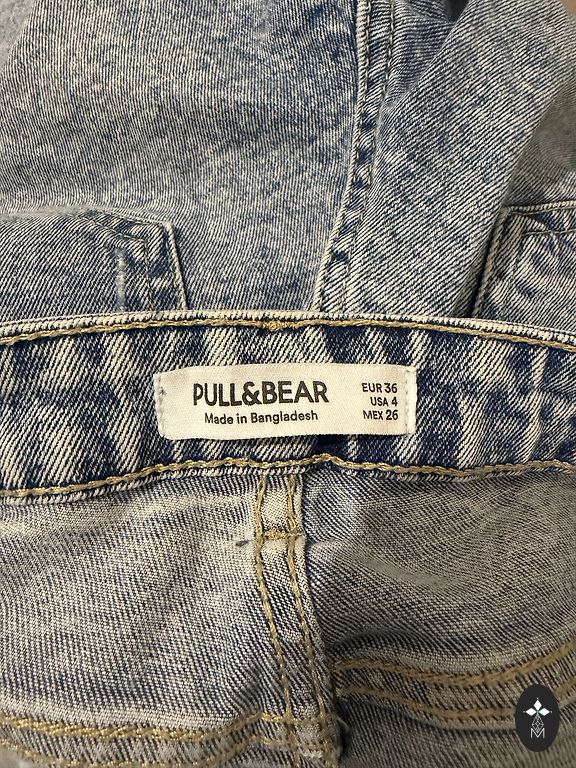 PULL&BEAR
Made in Bangladesh
EUR 36
USA 4
MEX 26
M